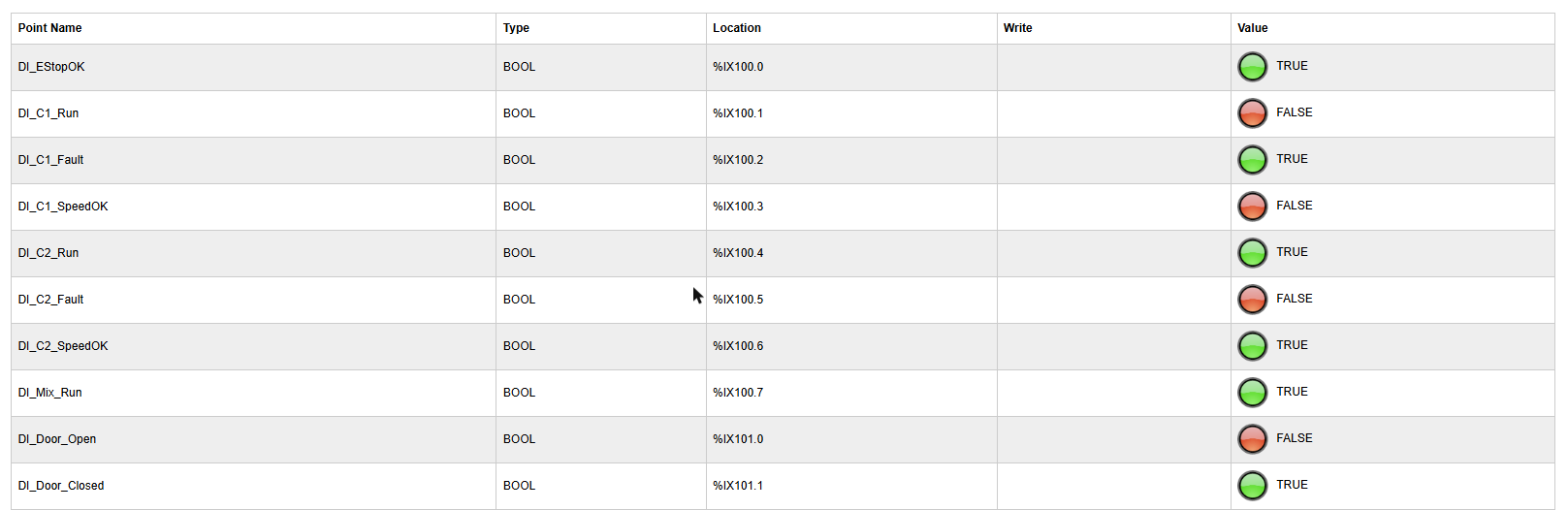 Point Name Type Location Write Value
DI_EStopOK BOOL %IX100.0 TRUE
DI_C1_Run BOOL %IX100.1 FALSE
DI_C1_Fault BOOL %IX100.2 TRUE
DI_C1_SpeedOK BOOL %IX100.3 FALSE
DI_C2_Run BOOL %IX100.4 TRUE
DI_C2_Fault BOOL %IX100.5 FALSE
DI_C2_SpeedOK BOOL %IX100.6 TRUE
DI_Mix_Run BOOL %IX100.7 TRUE
DI_Door_Open BOOL %IX101.0 FALSE
DI_Door_Closed BOOL %IX101.1 TRUE